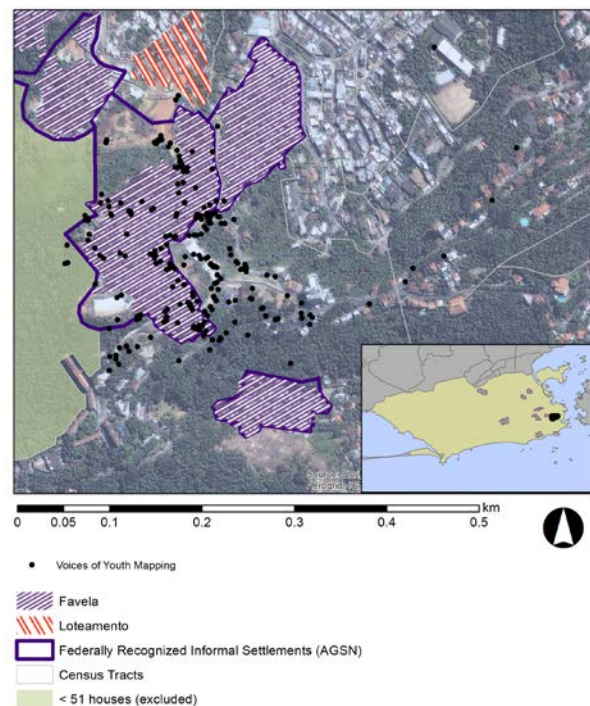 0 0.05 0.1 0.2 0.3 0.4 0.5
km
Voices of Youth Mapping
Favela
Loteamento
Federally Recognized Informal Settlements (AGSN)
Census Tracts
< 51 houses (excluded)